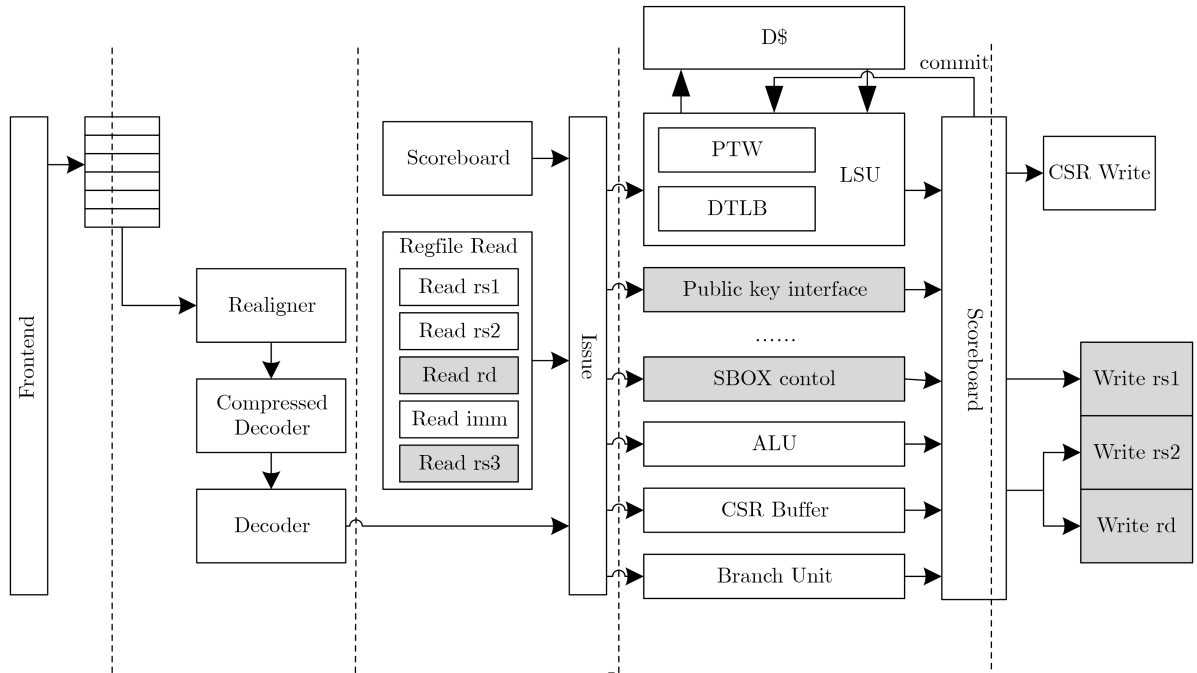 D$
commit
PTW
LSU
DTLB
Scoreboard
CSR Write
Regfile Read
Read rs1
Read rs2
Read rd
Read imm
Read rs3
Realigner
Compressed
Decoder
Decoder
Frontend
Issue
Public key interface
......
SBOX contol
ALU
CSR Buffer
Branch Unit
Scoreboard
Write rs1
Write rs2
Write rd